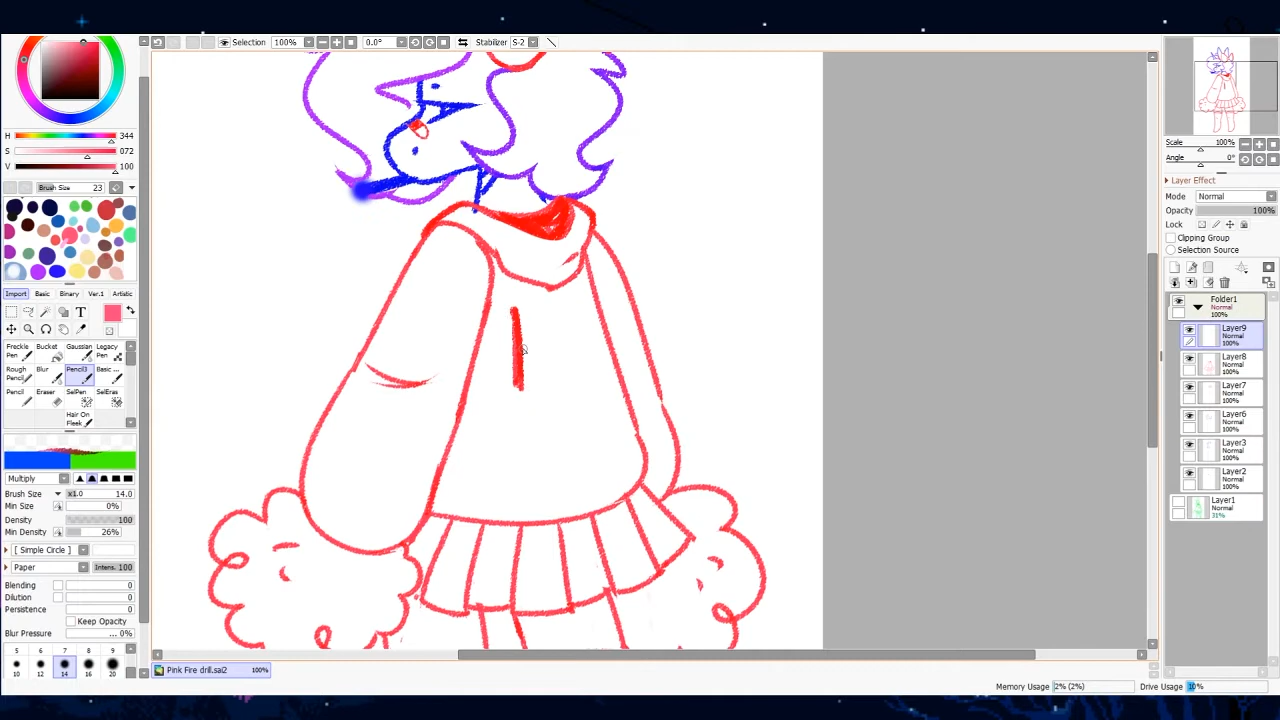 Selection 100% 0.0° Stabilizer S-2
H 344
S 072
V 100
Brush Size 23
Import Basic Binary Ver.1 Artistic
T
Freckle Pen Bucket Gaussian Legacy Pen
Rough Pencil Blur Pencil3 Basic ...
Pencil Eraser SelPen SelEras
Hair On Fleek
Multiply
Brush Size x1.0 14.0
Min Size 0%
Density 100
Min Density 26%
[ Simple Circle ]
Paper Intens. 100
Blending 0
Dilution 0
Persistence 0
Keep Opacity
Blur Pressure ... 0%
5 6 7 8 9
10 12 14 16 20
Pink Fire drill.sai2 100%
Memory Usage 2% (2%) Drive Usage 10%
Scale 100%
Angle 0°
Layer Effect
Mode Normal
Opacity 100%
Lock
Clipping Group
Selection Source
Folder1
Normal
100%
Layer9
Normal
100%
Layer8
Normal
100%
Layer7
Normal
100%
Layer6
Normal
100%
Layer3
Normal
100%
Layer2
Normal
100%
Layer1
Normal
31%